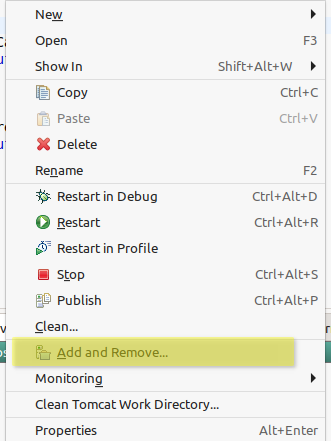 New
Open F3
Show In Shift+Alt+W
Copy Ctrl+C
Paste Ctrl+V
Delete
Rename F2
Restart in Debug Ctrl+Alt+D
Restart Ctrl+Alt+R
Restart in Profile
Stop Ctrl+Alt+S
Publish Ctrl+Alt+P
Clean...
Add and Remove...
Monitoring
Clean Tomcat Work Directory...
Properties Alt+Enter